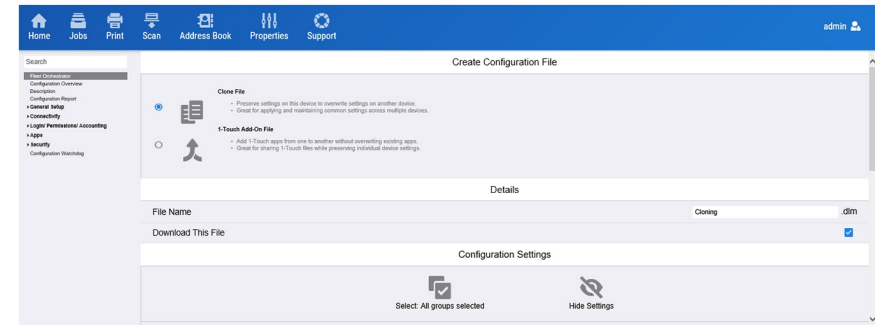 Home
Jobs
Print
Scan
Address Book
Properties
Support
admin
Search
Fleet Orchestrator
Configuration Overview
Description
Configuration Report
General Setup
Connectivity
Login/ Permissions/ Accounting
Apps
Security
Configuration Watchdog
Create Configuration File
Clone File
Preserve settings on this device to overwrite settings on another device.
Great for applying and maintaining common settings across multiple devices.
1-Touch Add-On File
Add 1-Touch apps from one to another without overwriting existing apps.
Great for sharing 1-Touch files while preserving individual device settings.
Details
File Name
Cloning
.dlm
Download This File
Configuration Settings
Select: All groups selected
Hide Settings